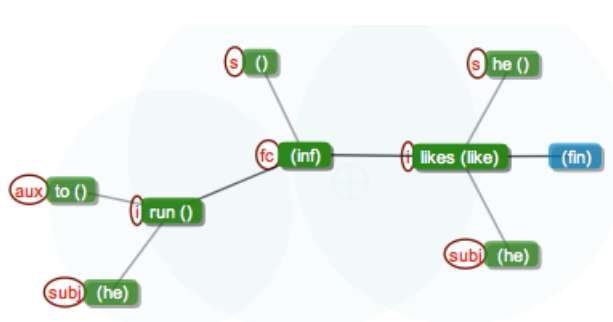 s ()
s he ()
fc (inf)
i likes (like)
(fin)
aux to ()
i run ()
subj (he)
subj (he)